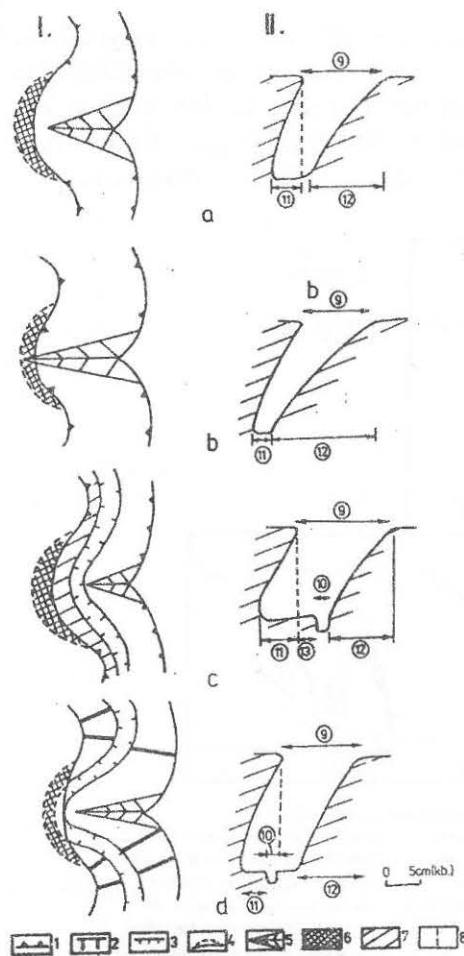 I. II.
⑨
⑪ ⑫
a
b
⑨
b
⑪ ⑫
⑨
⑩
⑪ ⑬ ⑫
c
⑨
⑩
⑪ ⑫
0 5cm(kb.)
d
1 2 3 4 5 6 7 8